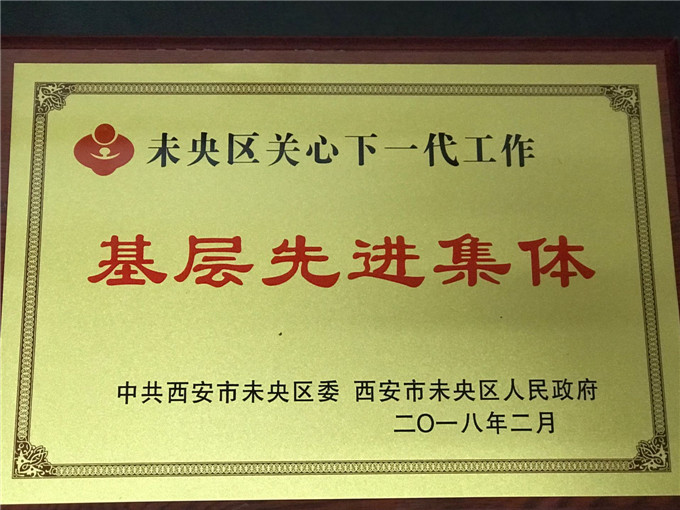 未央区关心下一代工作
基层先进集体
中共西安市未央区委 西安市未央区人民政府
二〇一八年二月